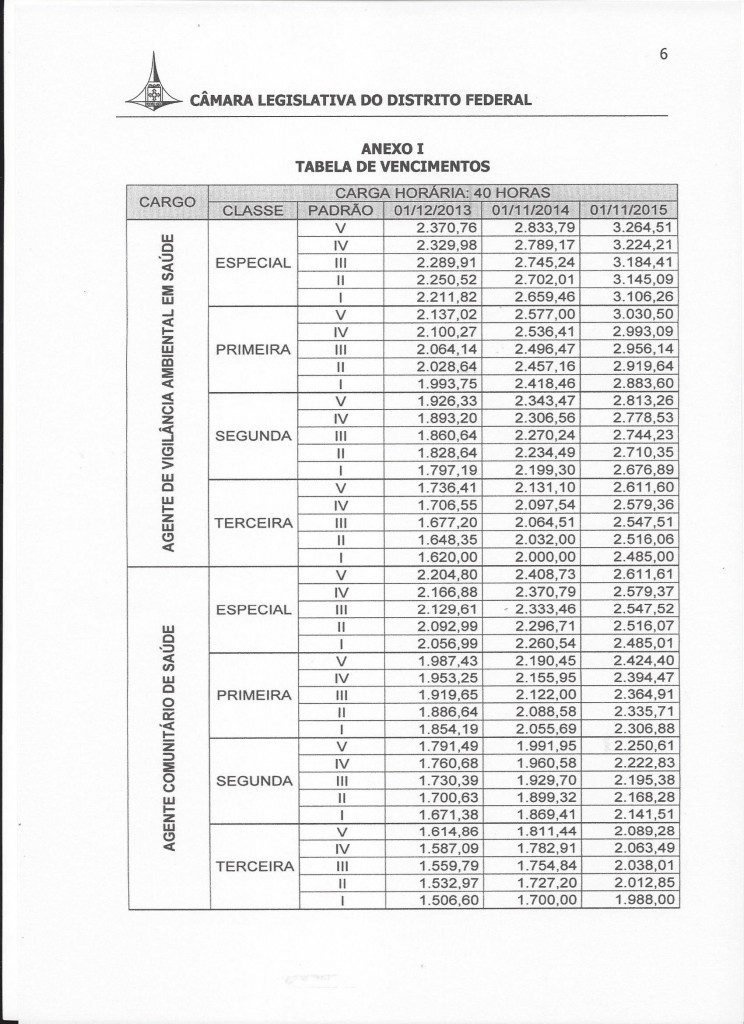 6
CÂMARA LEGISLATIVA DO DISTRITO FEDERAL
ANEXO I
TABELA DE VENCIMENTOS
CARGO CARGA HORÁRIA: 40 HORAS
CLASSE PADRÃO 01/12/2013 01/11/2014 01/11/2015
AGENTE DE VIGILÂNCIA AMBIENTAL EM SAÚDE
ESPECIAL
V 2.370,76 2.833,79 3.264,51
IV 2.329,98 2.789,17 3.224,21
III 2.289,91 2.745,24 3.184,41
II 2.250,52 2.702,01 3.145,09
I 2.211,82 2.659,46 3.106,26
PRIMEIRA
V 2.137,02 2.577,00 3.030,50
IV 2.100,27 2.536,41 2.993,09
III 2.064,14 2.496,47 2.956,14
II 2.028,64 2.457,16 2.919,64
I 1.993,75 2.418,46 2.883,60
SEGUNDA
V 1.926,33 2.343,47 2.813,26
IV 1.893,20 2.306,56 2.778,53
III 1.860,64 2.270,24 2.744,23
II 1.828,64 2.234,49 2.710,35
I 1.797,19 2.199,30 2.676,89
TERCEIRA
V 1.736,41 2.131,10 2.611,60
IV 1.706,55 2.097,54 2.579,36
III 1.677,20 2.064,51 2.547,51
II 1.648,35 2.032,00 2.516,06
I 1.620,00 2.000,00 2.485,00
AGENTE COMUNITÁRIO DE SAÚDE
ESPECIAL
V 2.204,80 2.408,73 2.611,61
IV 2.166,88 2.370,79 2.579,37
III 2.129,61 2.333,46 2.547,52
II 2.092,99 2.296,71 2.516,07
I 2.056,99 2.260,54 2.485,01
PRIMEIRA
V 1.987,43 2.190,45 2.424,40
IV 1.953,25 2.155,95 2.394,47
III 1.919,65 2.122,00 2.364,91
II 1.886,64 2.088,58 2.335,71
I 1.854,19 2.055,69 2.306,88
SEGUNDA
V 1.791,49 1.991,95 2.250,61
IV 1.760,68 1.960,58 2.222,83
III 1.730,39 1.929,70 2.195,38
II 1.700,63 1.899,32 2.168,28
I 1.671,38 1.869,41 2.141,51
TERCEIRA
V 1.614,86 1.811,44 2.089,28
IV 1.587,09 1.782,91 2.063,49
III 1.559,79 1.754,84 2.038,01
II 1.532,97 1.727,20 2.012,85
I 1.506,60 1.700,00 1.988,00